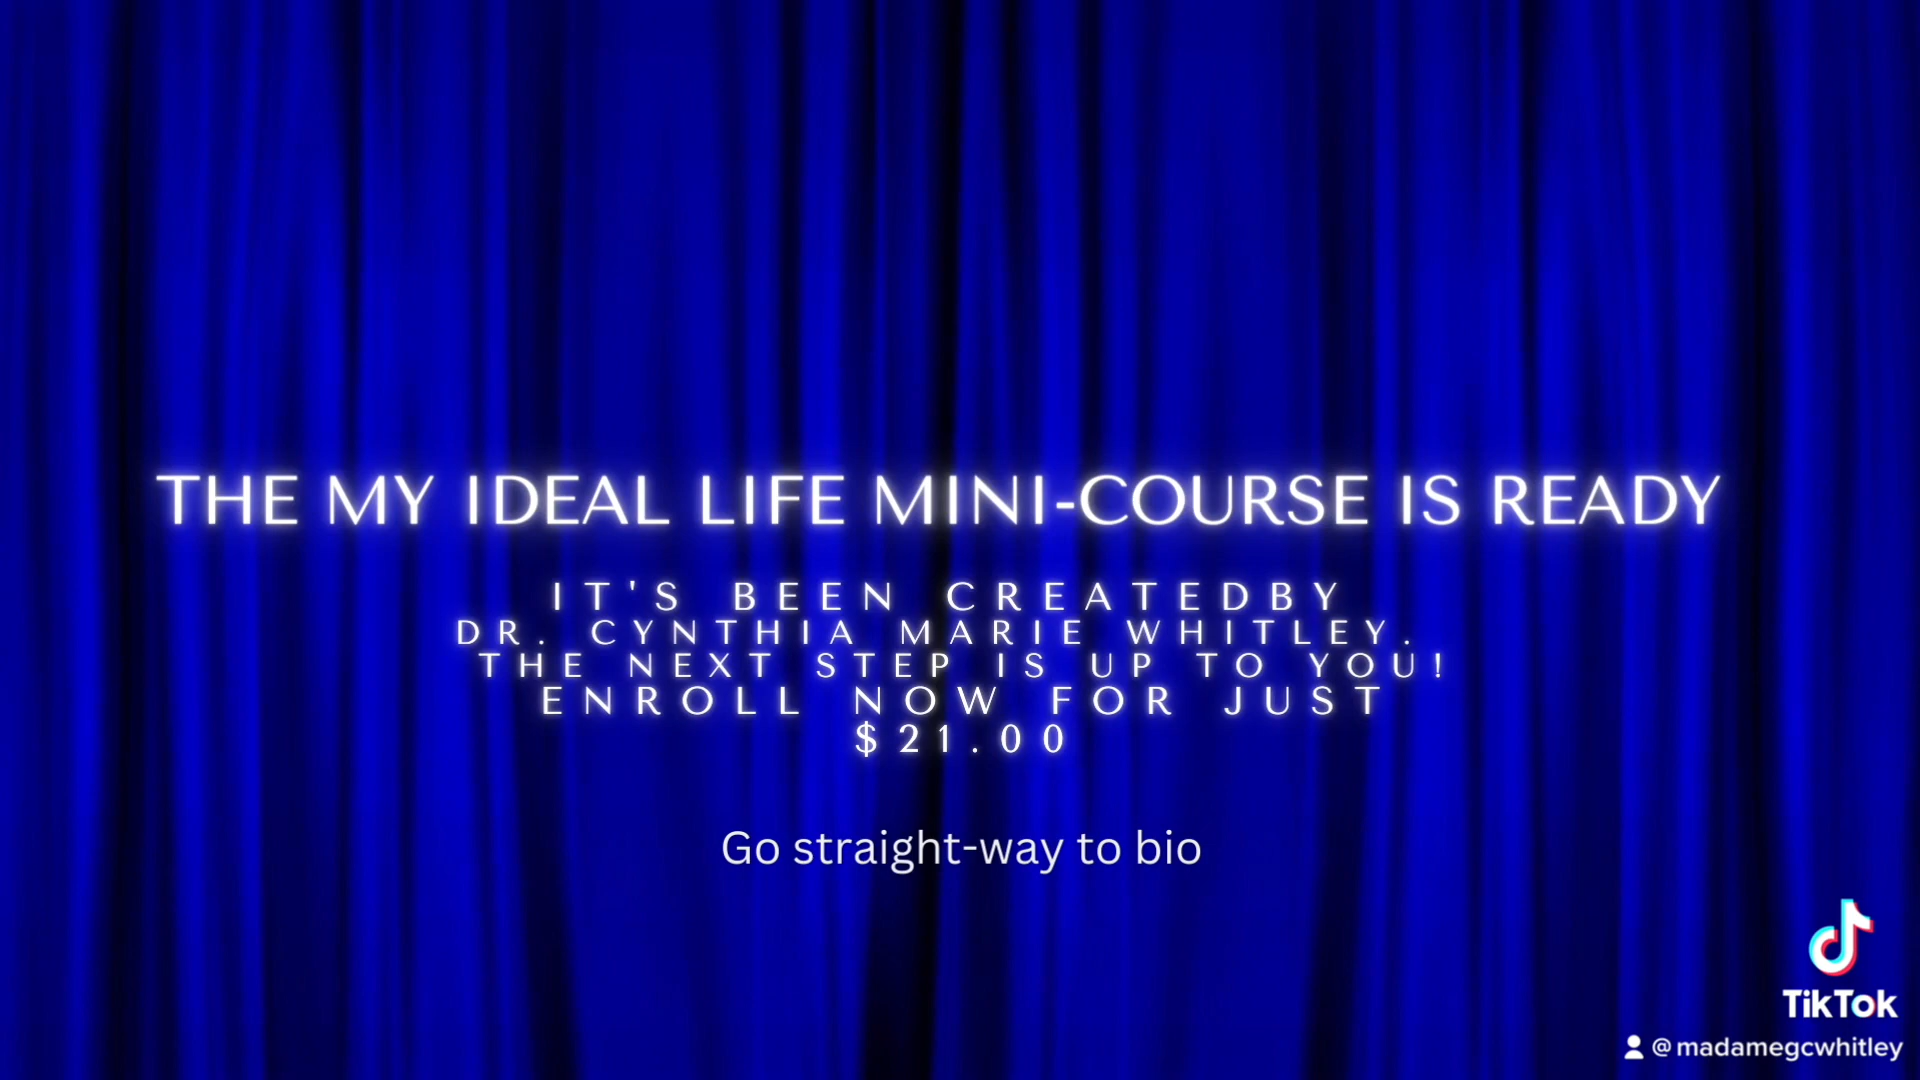 THE MY IDEAL LIFE MINI-COURSE IS READY
IT'S BEEN CREATEDBY
DR. CYNTHIA MARIE WHITLEY.
THE NEXT STEP IS UP TO YOU!
ENROLL NOW FOR JUST
$21.00
Go straight-way to bio
TikTok
@madamegcwhitley